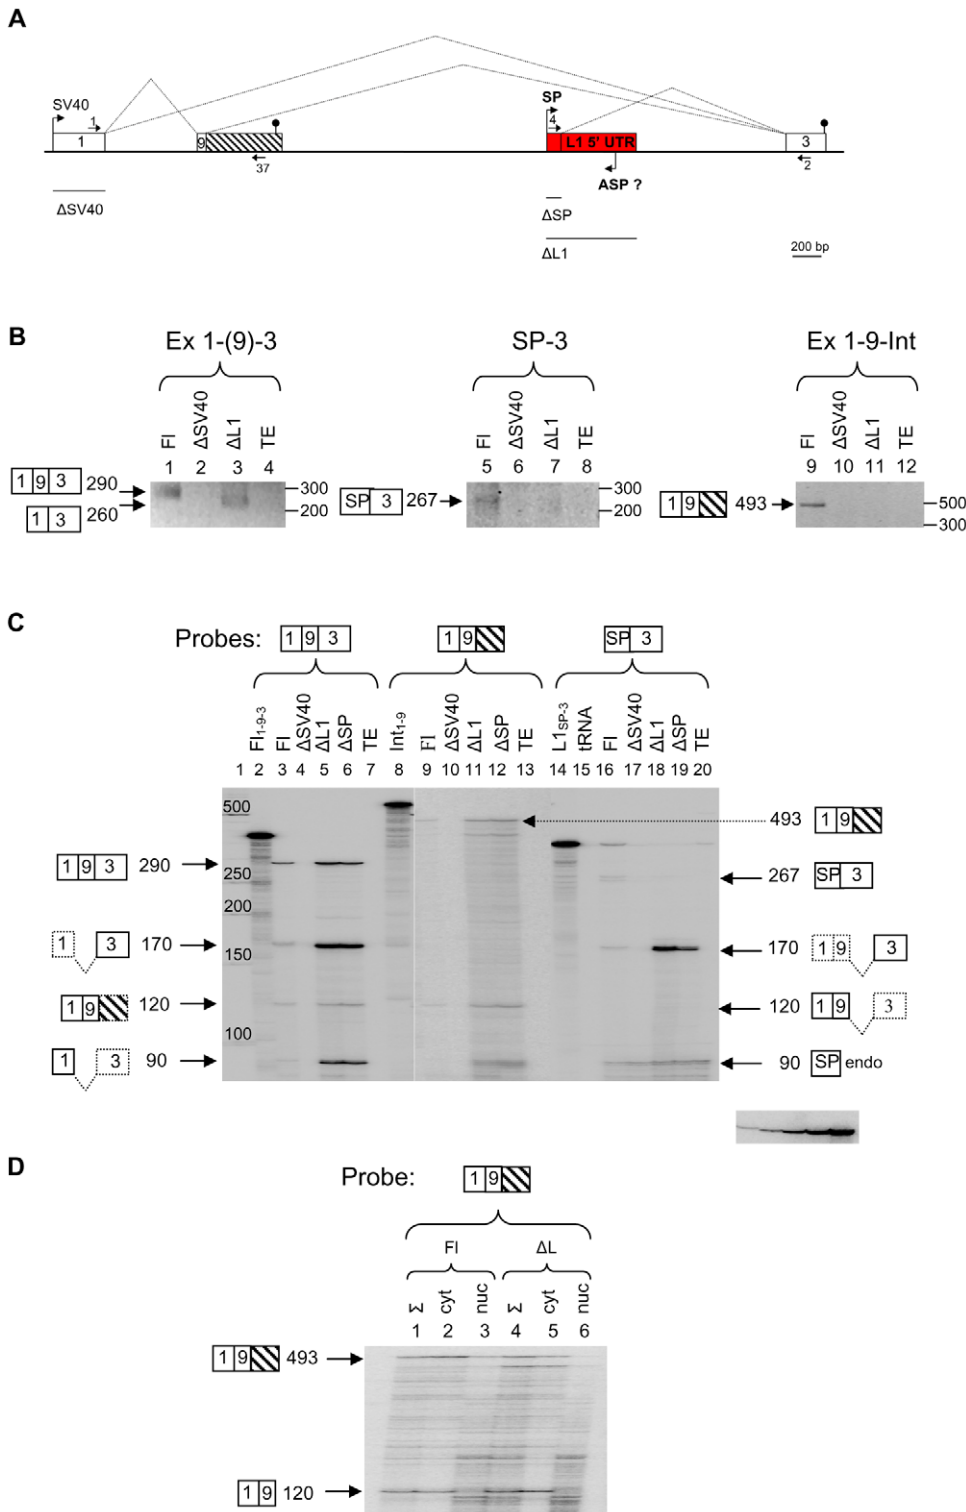 A
SV40
1
1
9
37
SP
4
L1 5' UTR
ASP ?
3
2
ΔSV40
ΔSP
ΔL1
200 bp
B
Ex 1-(9)-3
SP-3
Ex 1-9-Int
Fl ΔSV40 ΔL1 TE
1 2 3 4
Fl ΔSV40 ΔL1 TE
5 6 7 8
Fl ΔSV40 ΔL1 TE
9 10 11 12
1 9 3 290
1 3 260
300
200
SP 3 267
300
200
1 9 493
500
300
C
Probes: 1 9 3
1 9
SP 3
Fl1-9-3 Fl ΔSV40 ΔL1 ΔSP TE
Int1-9 Fl ΔSV40 ΔL1 ΔSP TE
L1SP-3 tRNA Fl ΔSV40 ΔL1 ΔSP TE
1 2 3 4 5 6 7 8 9 10 11 12 13 14 15 16 17 18 19 20
500
250
200
150
100
1 9 3 290
1 3 170
1 9 120
1 3 90
493 1 9
267 SP 3
170 1 9 3
120 1 9 3
90 SP endo
D
Probe: 1 9
Fl ΔL
Σ cyt nuc Σ cyt nuc
1 2 3 4 5 6
1 9 493
1 9 120